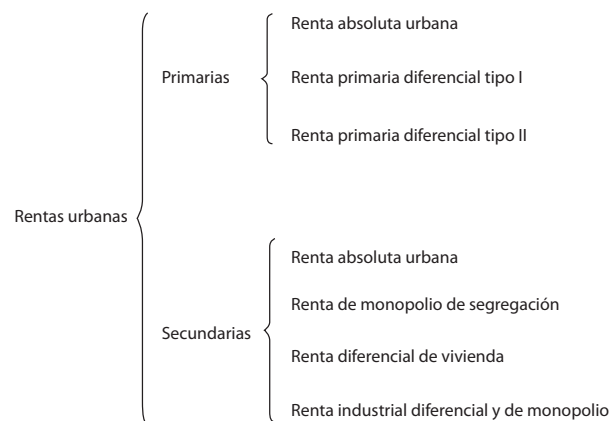 Rentas urbanas
Primarias
Renta absoluta urbana
Renta primaria diferencial tipo I
Renta primaria diferencial tipo II
Secundarias
Renta absoluta urbana
Renta de monopolio de segregación
Renta diferencial de vivienda
Renta industrial diferencial y de monopolio